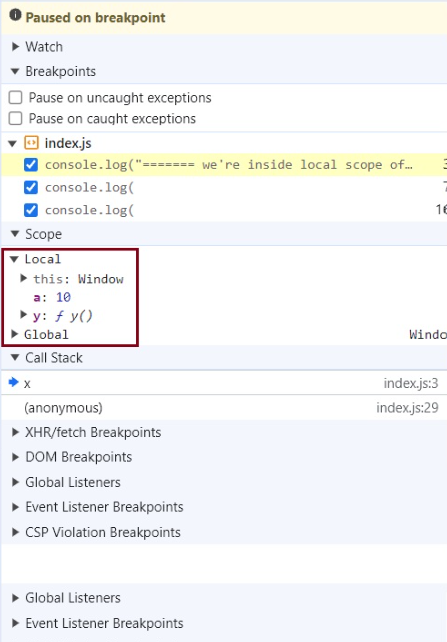 Paused on breakpoint
Watch
Breakpoints
Pause on uncaught exceptions
Pause on caught exceptions
index.js
console.log("======= we're inside local scope of… 3
console.log( 7
console.log( 16
Scope
Local
this: Window
a: 10
y: ƒ y()
Global Windo
Call Stack
x index.js:3
(anonymous) index.js:29
XHR/fetch Breakpoints
DOM Breakpoints
Global Listeners
Event Listener Breakpoints
CSP Violation Breakpoints
Global Listeners
Event Listener Breakpoints